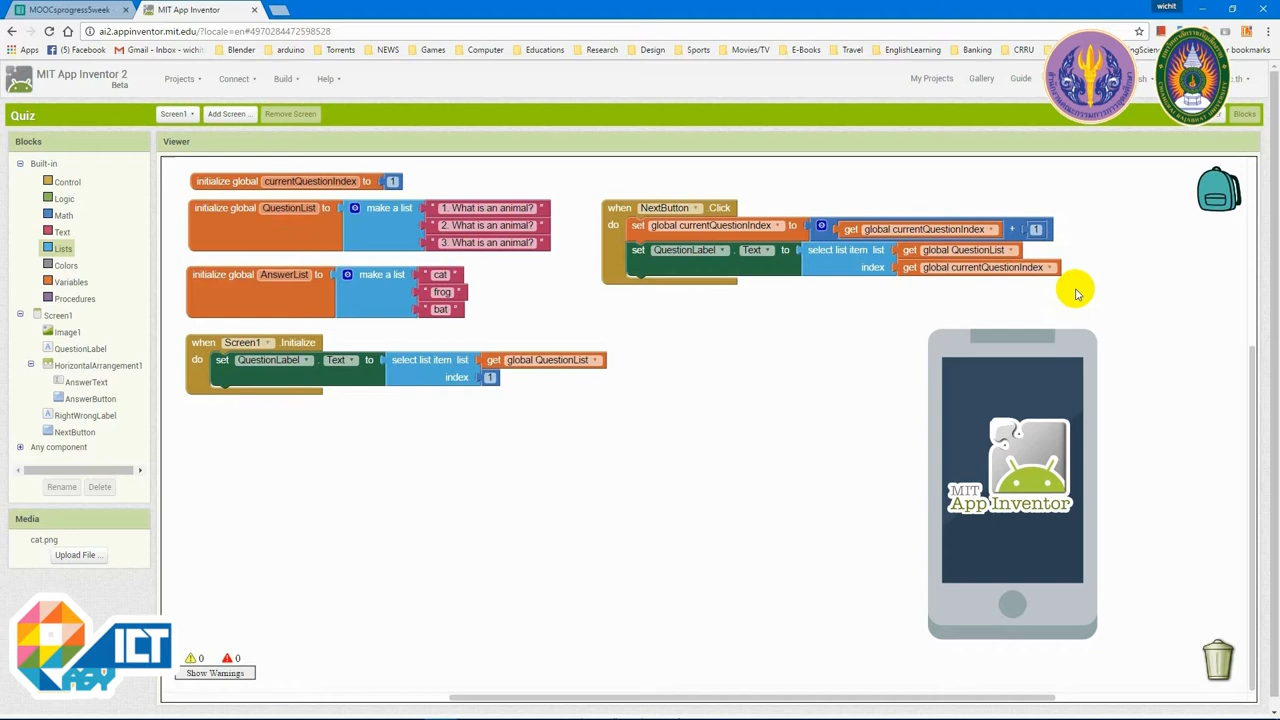 wichit
MOOCsprogress5week
MIT App Inventor
ai2.appinventor.mit.edu/?locale=en#4970284472598528
Apps
(5) Facebook
Gmail - Inbox - wichit
Blender
arduino
Torrents
NEWS
Games
Computer
Educations
Research
Design
Sports
Movies/TV
E-Books
Travel
EnglishLearning
Banking
CRRU
bookmarks
MIT App Inventor 2
Beta
Projects
Connect
Build
Help
My Projects
Gallery
Guide
Quiz
Screen1
Add Screen ...
Remove Screen
Blocks
Blocks
Viewer
Built-in
Control
Logic
Math
Text
Lists
Colors
Variables
Procedures
Screen1
Image1
QuestionLabel
HorizontalArrangement1
AnswerText
AnswerButton
RightWrongLabel
NextButton
Any component
Rename
Delete
Media
cat.png
Upload File ...
initialize global currentQuestionIndex to 1
initialize global QuestionList to make a list " 1. What is an animal? "
" 2. What is an animal? "
" 3. What is an animal? "
initialize global AnswerList to make a list " cat "
" frog "
" bat "
when Screen1 .Initialize
do set QuestionLabel . Text to select list item list get global QuestionList
index 1
when NextButton .Click
do set global currentQuestionIndex to get global currentQuestionIndex + 1
set QuestionLabel . Text to select list item list get global QuestionList
index get global currentQuestionIndex
MIT
App Inventor
0 0
Show Warnings
ICT